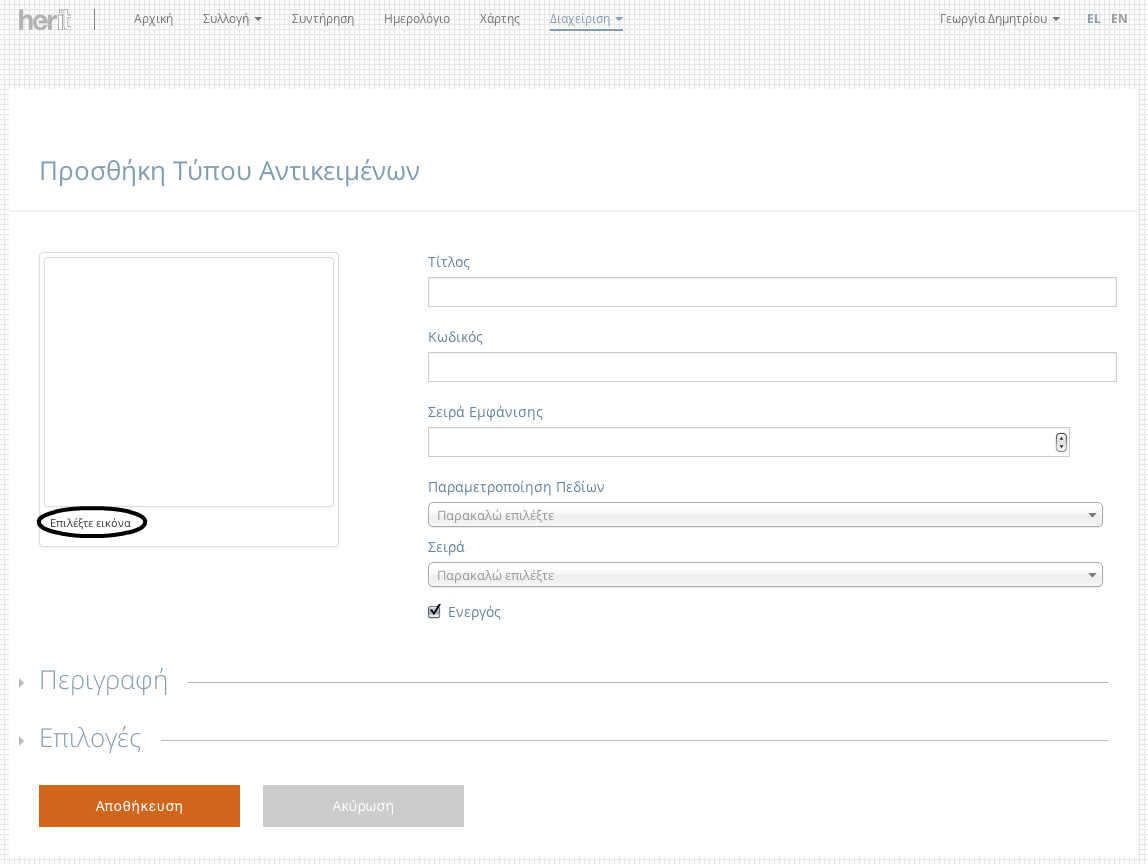 herit Αρχική Συλλογή Συντήρηση Ημερολόγιο Χάρτης Διαχείριση Γεωργία Δημητρίου EL EN
Προσθήκη Τύπου Αντικειμένων
Επιλέξτε εικόνα
Τίτλος
Κωδικός
Σειρά Εμφάνισης
Παραμετροποίηση Πεδίων
Παρακαλώ επιλέξτε
Σειρά
Παρακαλώ επιλέξτε
Ενεργός
Περιγραφή
Επιλογές
Αποθήκευση Ακύρωση